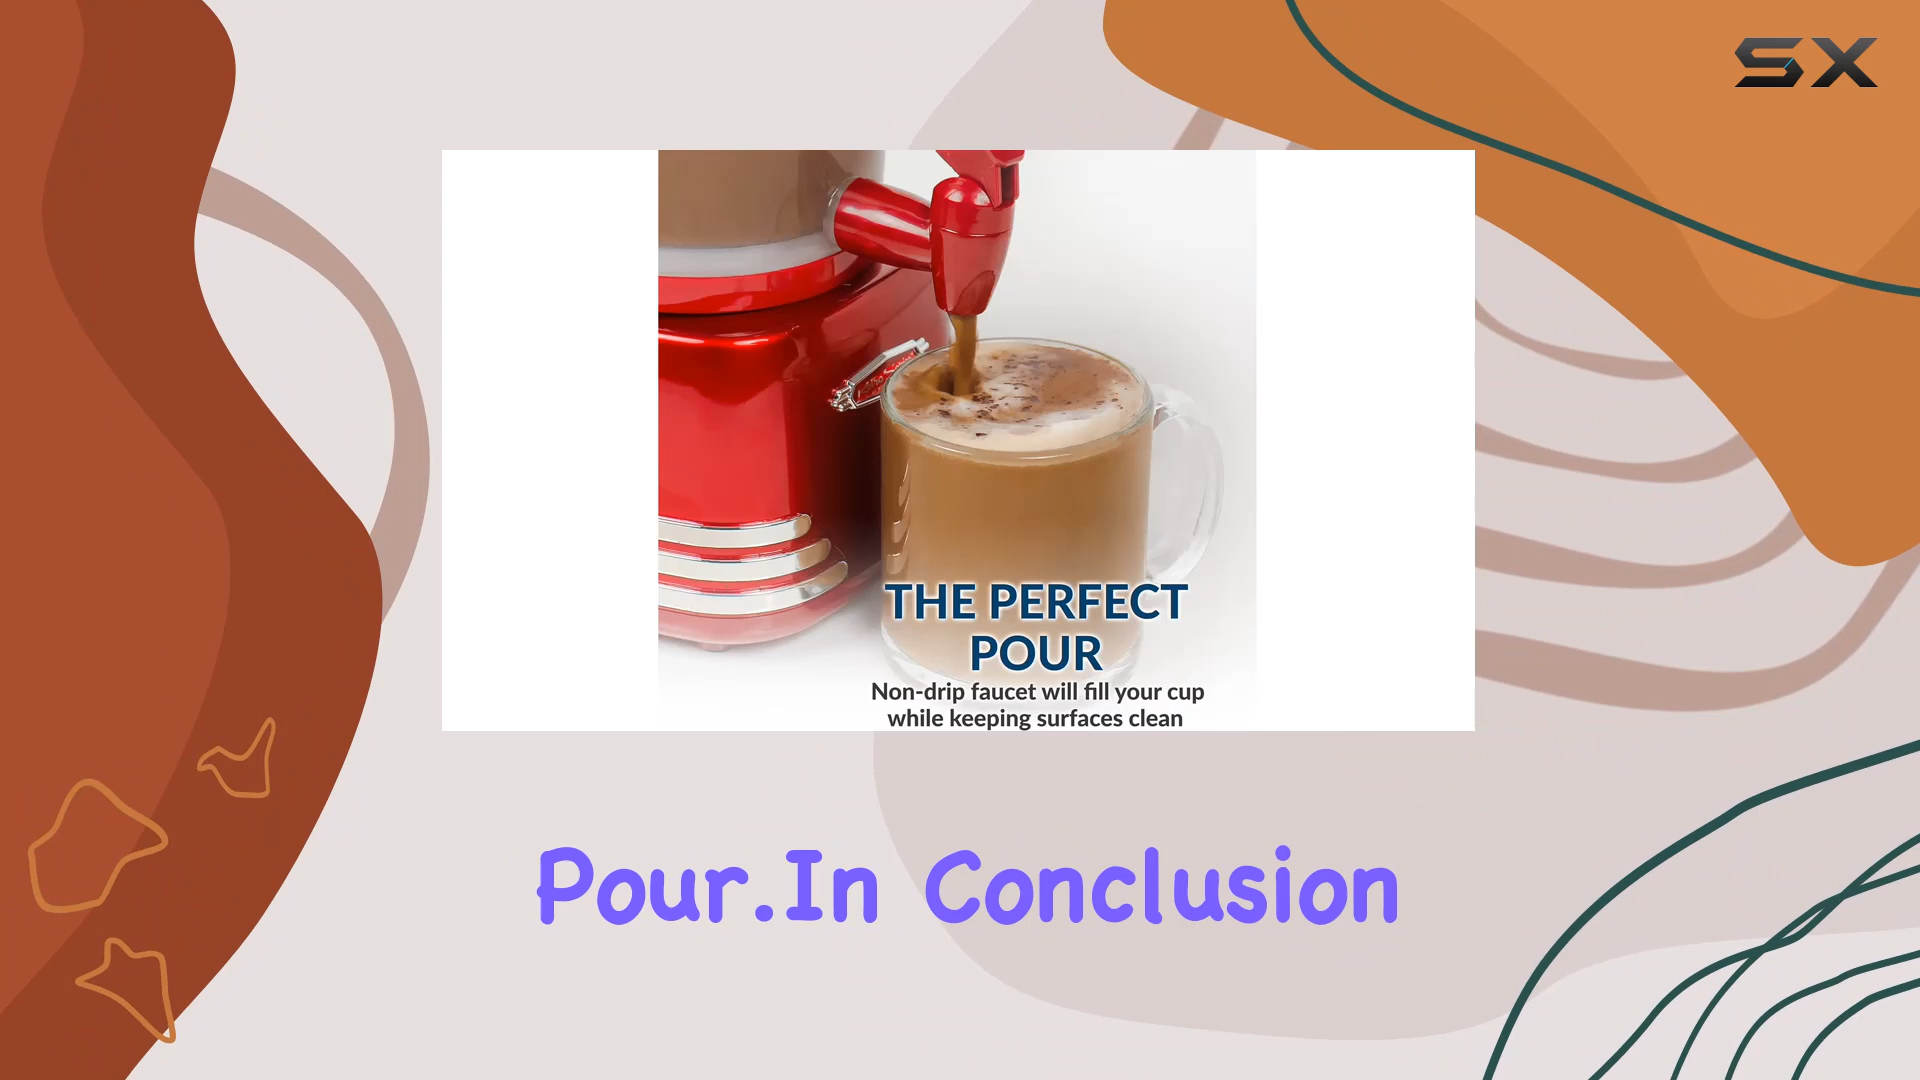 SX
THE PERFECT
POUR
Non-drip faucet will fill your cup
while keeping surfaces clean
Pour.In Conclusion